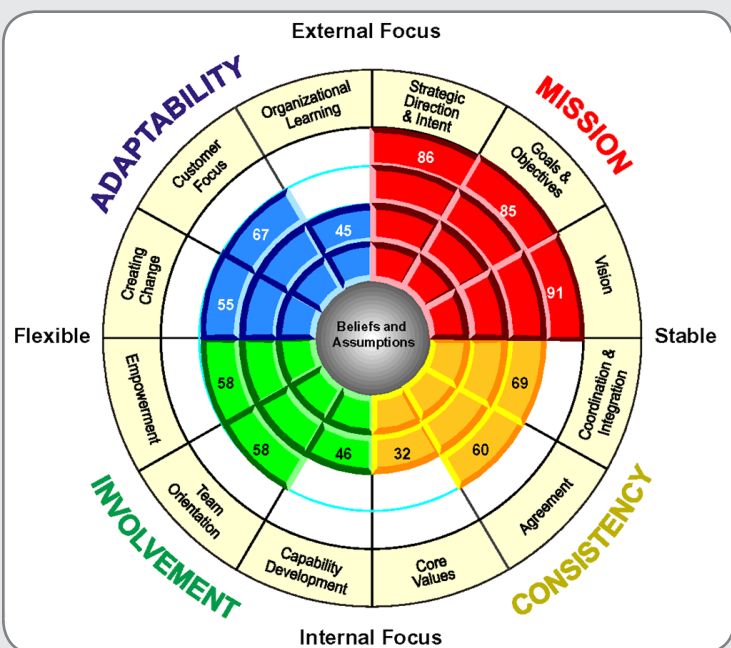 External Focus
ADAPTABILITY
MISSION
Organizational
Learning
Strategic
Direction
& Intent
Customer
Focus
Goals &
Objectives
Creating
Change
Vision
86
85
91
67
45
55
Flexible
Beliefs and
Assumptions
Stable
58
58
46
32
60
69
Empowerment
Coordination &
Integration
Team
Orientation
Agreement
Capability
Development
Core
Values
INVOLVEMENT
CONSISTENCY
Internal Focus